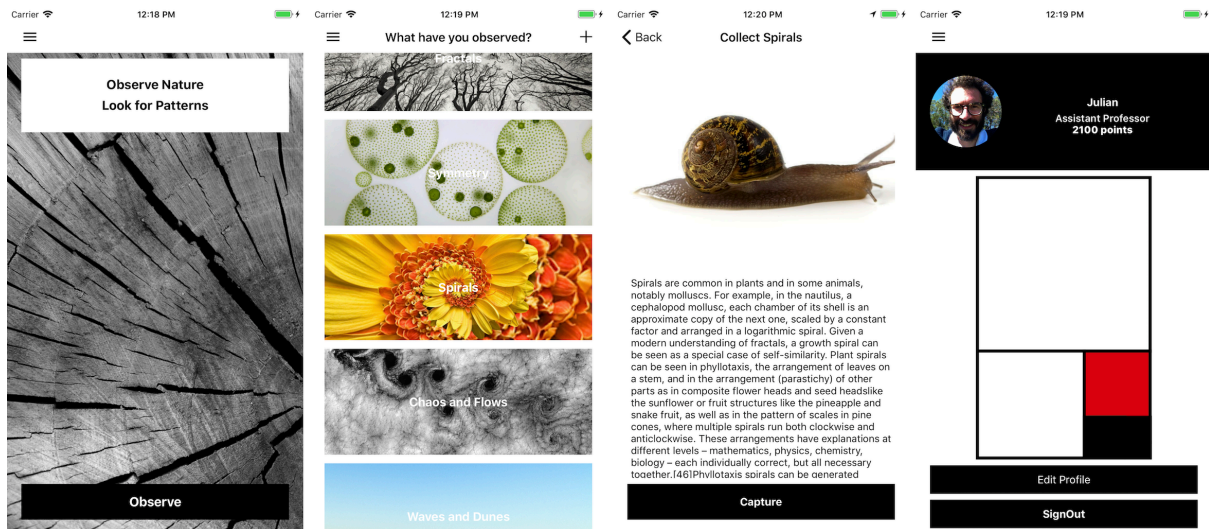 Carrier 12:18 PM
Observe Nature
Look for Patterns
Observe
Carrier 12:19 PM
What have you observed? +
Fractals
Symmetry
Spirals
Chaos and Flows
Waves and Dunes
Carrier 12:20 PM
Back Collect Spirals
Spirals are common in plants and in some animals,
notably molluscs. For example, in the nautilus, a
cephalopod mollusc, each chamber of its shell is an
approximate copy of the next one, scaled by a constant
factor and arranged in a logarithmic spiral. Given a
modern understanding of fractals, a growth spiral can
be seen as a special case of self-similarity. Plant spirals
can be seen in phyllotaxis, the arrangement of leaves on
a stem, and in the arrangement (parastichy) of other
parts as in composite flower heads and seed headslike
the sunflower or fruit structures like the pineapple and
snake fruit, as well as in the pattern of scales in pine
cones, where multiple spirals run both clockwise and
anticlockwise. These arrangements have explanations at
different levels – mathematics, physics, chemistry,
biology – each individually correct, but all necessary
together.[46]Phyllotaxis spirals can be generated
Capture
Carrier 12:19 PM
Julian
Assistant Professor
2100 points
Edit Profile
SignOut